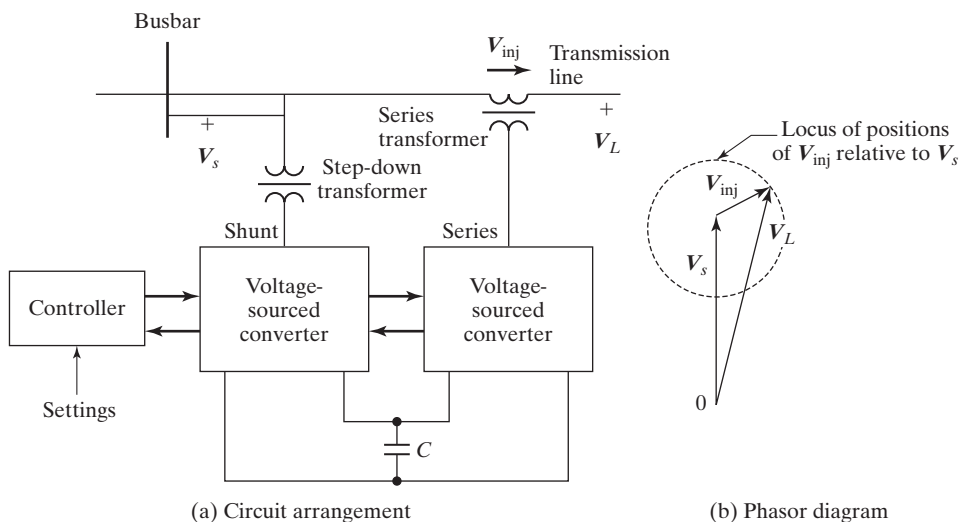 Busbar
V_inj
Transmission
line
+
V_s
Series
transformer
+
V_L
Step-down
transformer
Shunt
Series
Controller
Voltage-
sourced
converter
Voltage-
sourced
converter
Settings
C
(a) Circuit arrangement
Locus of positions
of V_inj relative to V_s
V_inj
V_s
V_L
0
(b) Phasor diagram